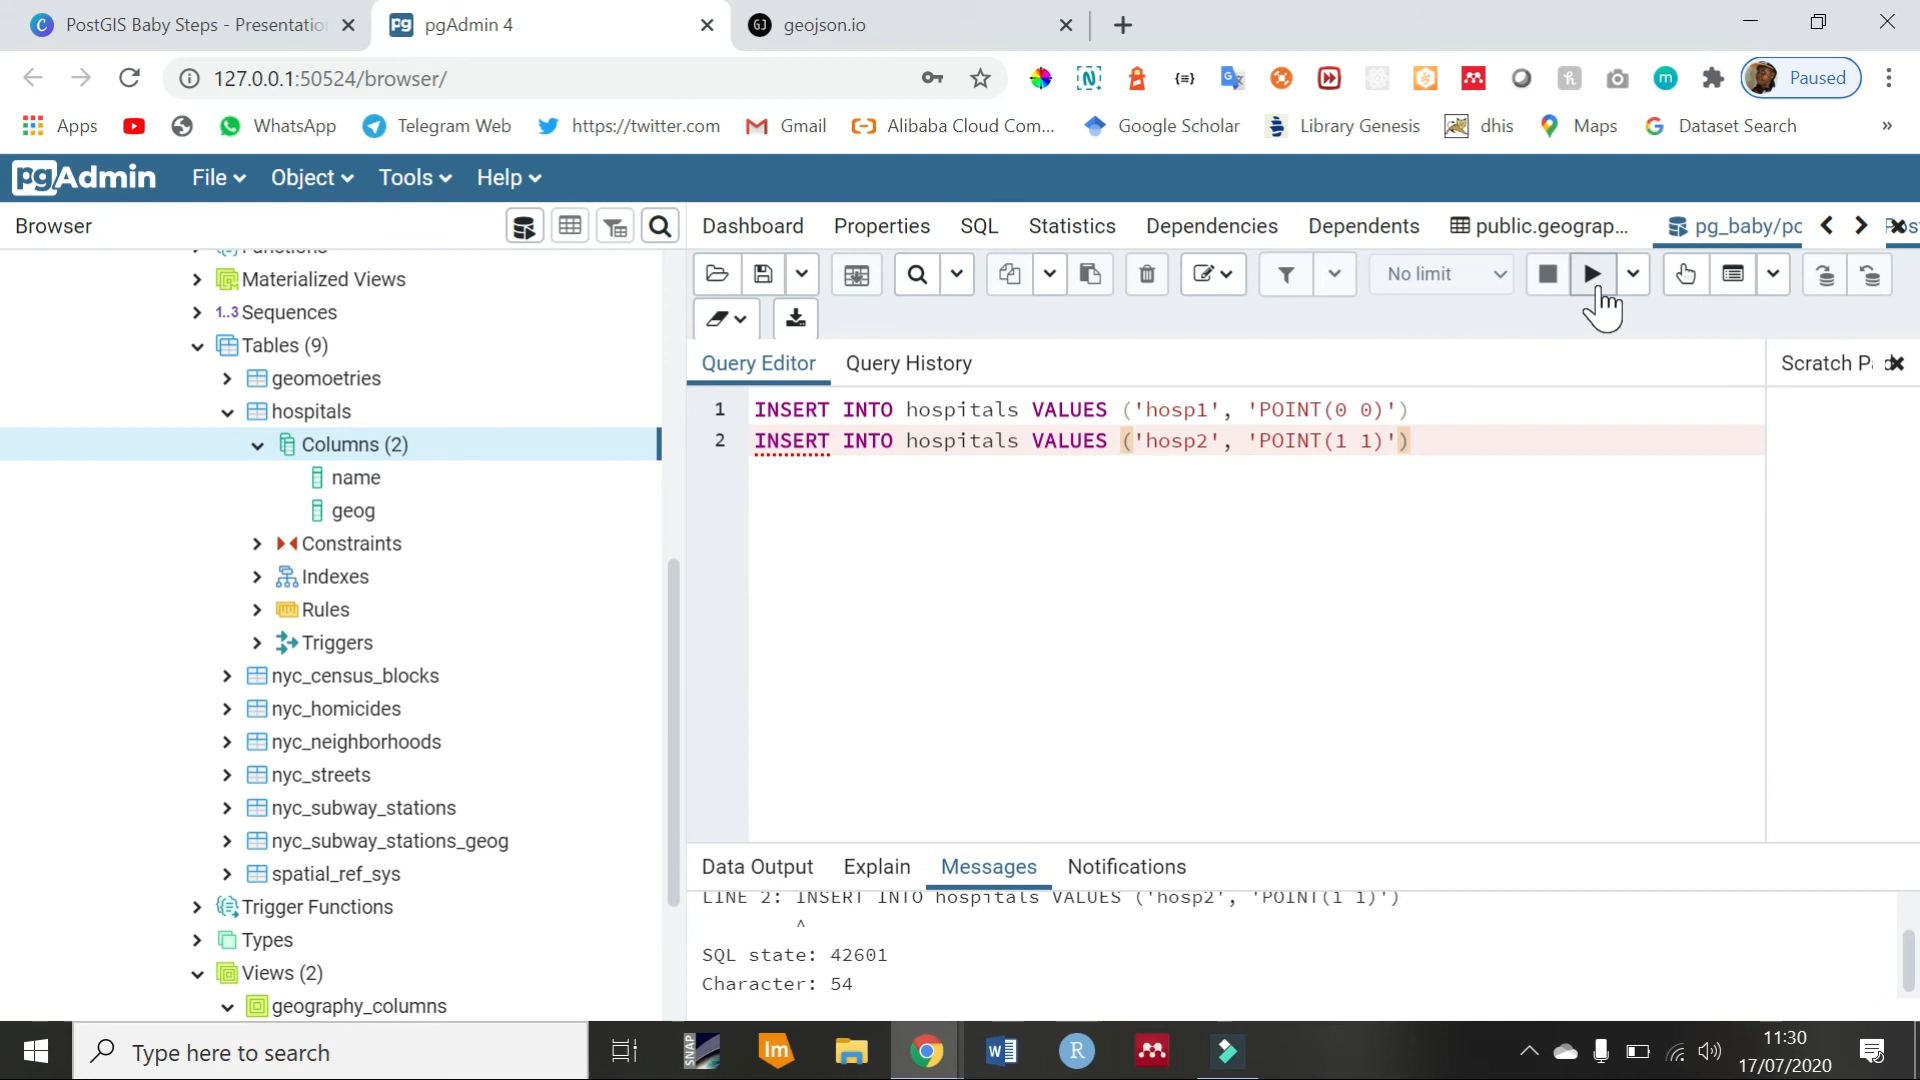 PostGIS Baby Steps - Presentatio
pgAdmin 4
geojson.io
127.0.0.1:50524/browser/
Paused
Apps
WhatsApp
Telegram Web
https://twitter.com
Gmail
Alibaba Cloud Com...
Google Scholar
Library Genesis
dhis
Maps
Dataset Search
»
pgAdmin
File
Object
Tools
Help
Browser
Dashboard
Properties
SQL
Statistics
Dependencies
Dependents
public.geograp...
pg_baby/po
Functions
Materialized Views
1..3 Sequences
Tables (9)
geomoetries
hospitals
Columns (2)
name
geog
Constraints
Indexes
Rules
Triggers
nyc_census_blocks
nyc_homicides
nyc_neighborhoods
nyc_streets
nyc_subway_stations
nyc_subway_stations_geog
spatial_ref_sys
Trigger Functions
Types
Views (2)
geography_columns
No limit
Query Editor
Query History
Scratch P
1 INSERT INTO hospitals VALUES ('hosp1', 'POINT(0 0)')
2 INSERT INTO hospitals VALUES ('hosp2', 'POINT(1 1)')
Data Output
Explain
Messages
Notifications
LINE 2: INSERT INTO hospitals VALUES ('hosp2', 'POINT(1 1)')
^
SQL state: 42601
Character: 54
Type here to search
SNAP
Im
W
R
11:30
17/07/2020